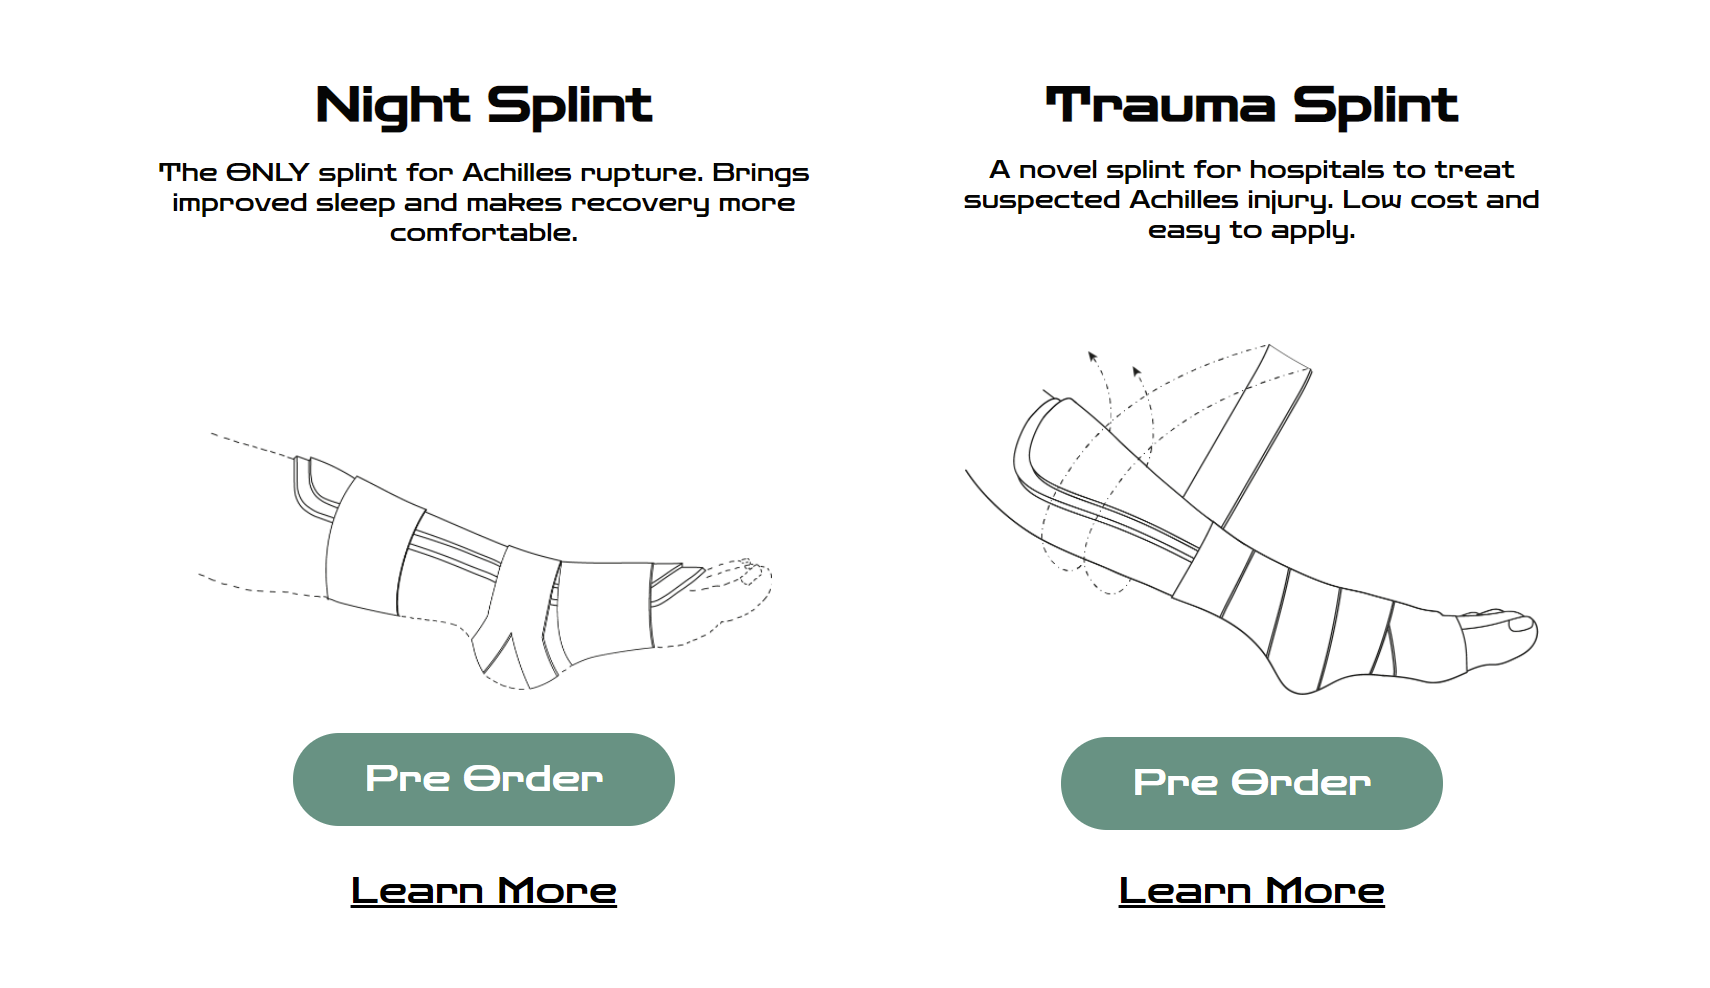 Night Splint
The ONLY splint for Achilles rupture. Brings
improved sleep and makes recovery more
comfortable.
Pre Order
Learn More
Trauma Splint
A novel splint for hospitals to treat
suspected Achilles injury. Low cost and
easy to apply.
Pre Order
Learn More